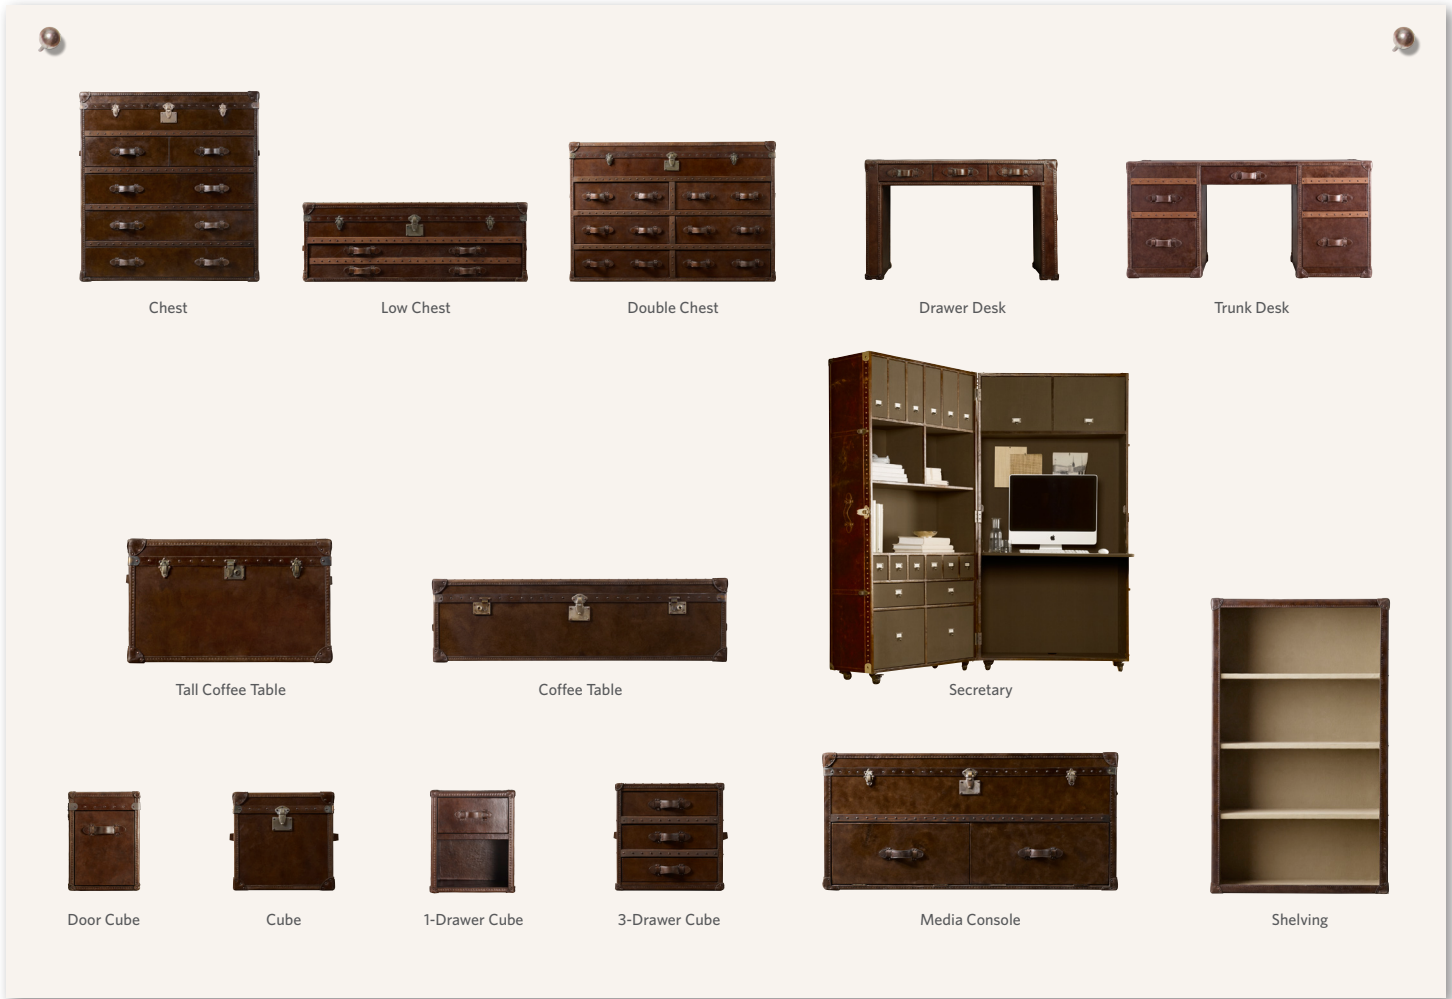 Chest
Low Chest
Double Chest
Drawer Desk
Trunk Desk
Tall Coffee Table
Coffee Table
Secretary
Door Cube
Cube
1-Drawer Cube
3-Drawer Cube
Media Console
Shelving